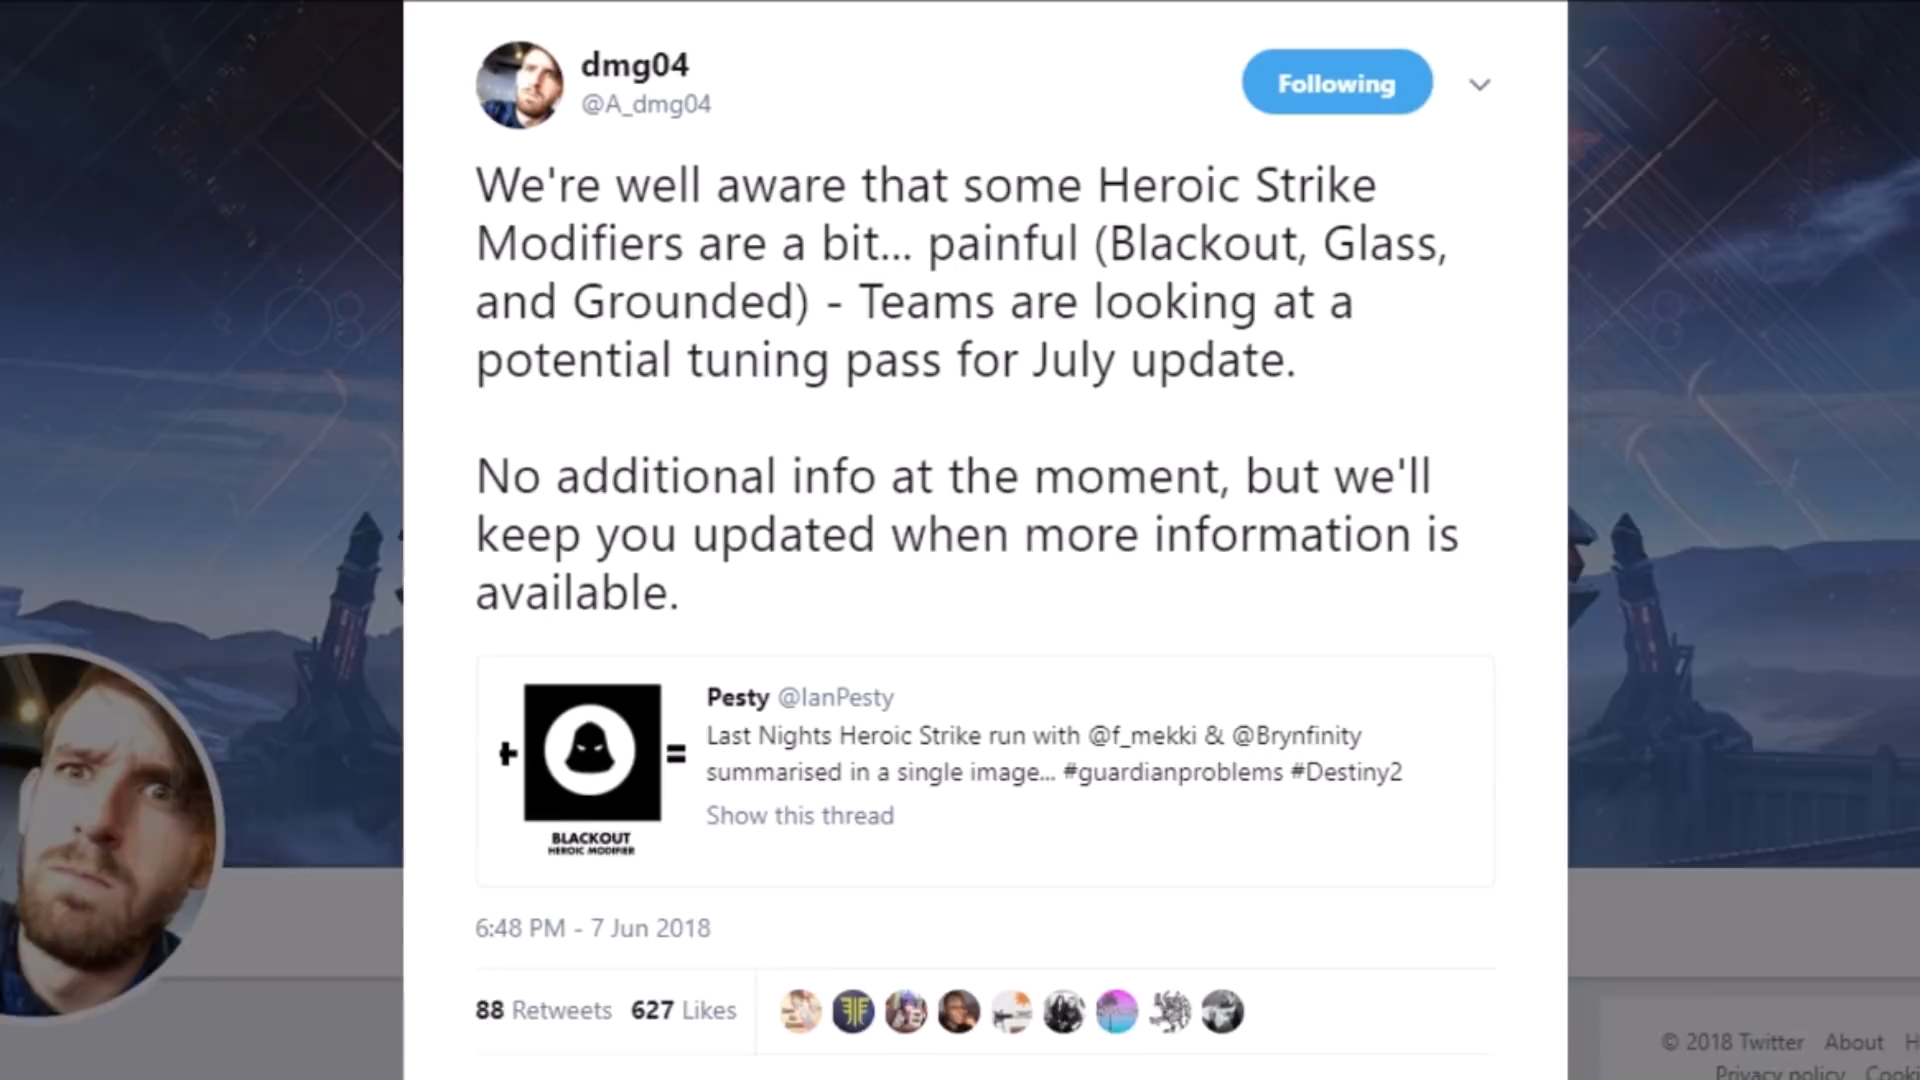 dmg04
@A_dmg04
Following
We're well aware that some Heroic Strike
Modifiers are a bit... painful (Blackout, Glass,
and Grounded) - Teams are looking at a
potential tuning pass for July update.
No additional info at the moment, but we'll
keep you updated when more information is
available.
+
=
BLACKOUT
HEROIC MODIFIER
Pesty @IanPesty
Last Nights Heroic Strike run with @f_mekki & @Brynfinity
summarised in a single image... #guardianproblems #Destiny2
Show this thread
6:48 PM - 7 Jun 2018
88 Retweets 627 Likes
© 2018 Twitter About H
Privacy policy Cooki